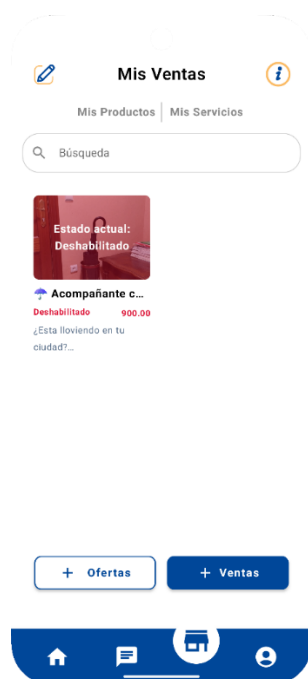 Mis Ventas
i
Mis Productos | Mis Servicios
Búsqueda
Estado actual:
Deshabilitado
Acompañante c...
Deshabilitado 900.00
¿Esta lloviendo en tu
ciudad?...
+ Ofertas
+ Ventas